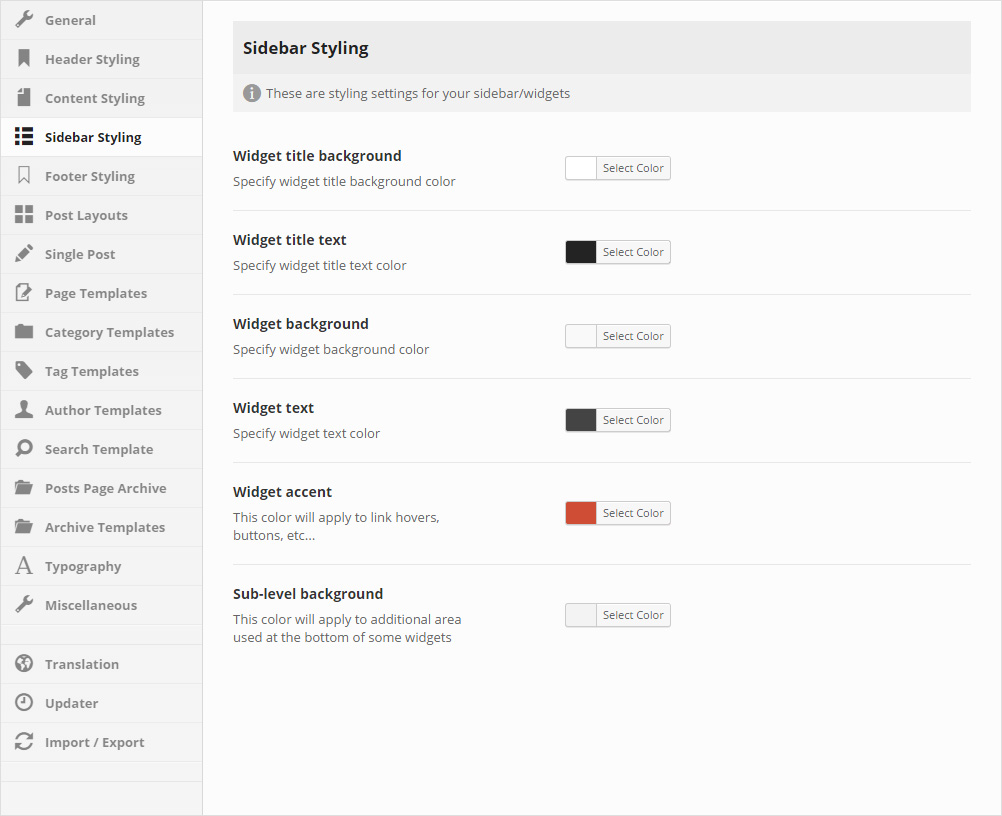 General
Header Styling
Content Styling
Sidebar Styling
Footer Styling
Post Layouts
Single Post
Page Templates
Category Templates
Tag Templates
Author Templates
Search Template
Posts Page Archive
Archive Templates
Typography
Miscellaneous
Translation
Updater
Import / Export
Sidebar Styling
These are styling settings for your sidebar/widgets
Widget title background
Specify widget title background color
Select Color
Widget title text
Specify widget title text color
Select Color
Widget background
Specify widget background color
Select Color
Widget text
Specify widget text color
Select Color
Widget accent
This color will apply to link hovers,
buttons, etc...
Select Color
Sub-level background
This color will apply to additional area
used at the bottom of some widgets
Select Color